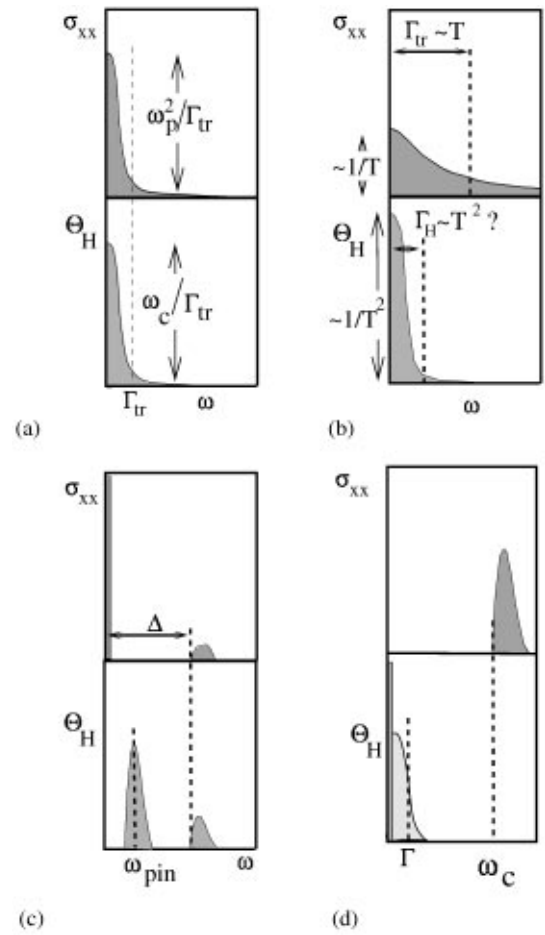 σxx
ωp²/Γtr
ΘH
ωc/Γtr
Γtr ω
(a)
σxx
Γtr ~T
~1/T
ΘH
ΓH~T² ?
~1/T²
ω
(b)
σxx
Δ
ΘH
ωpin ω
(c)
σxx
ΘH
Γ ωc
(d)